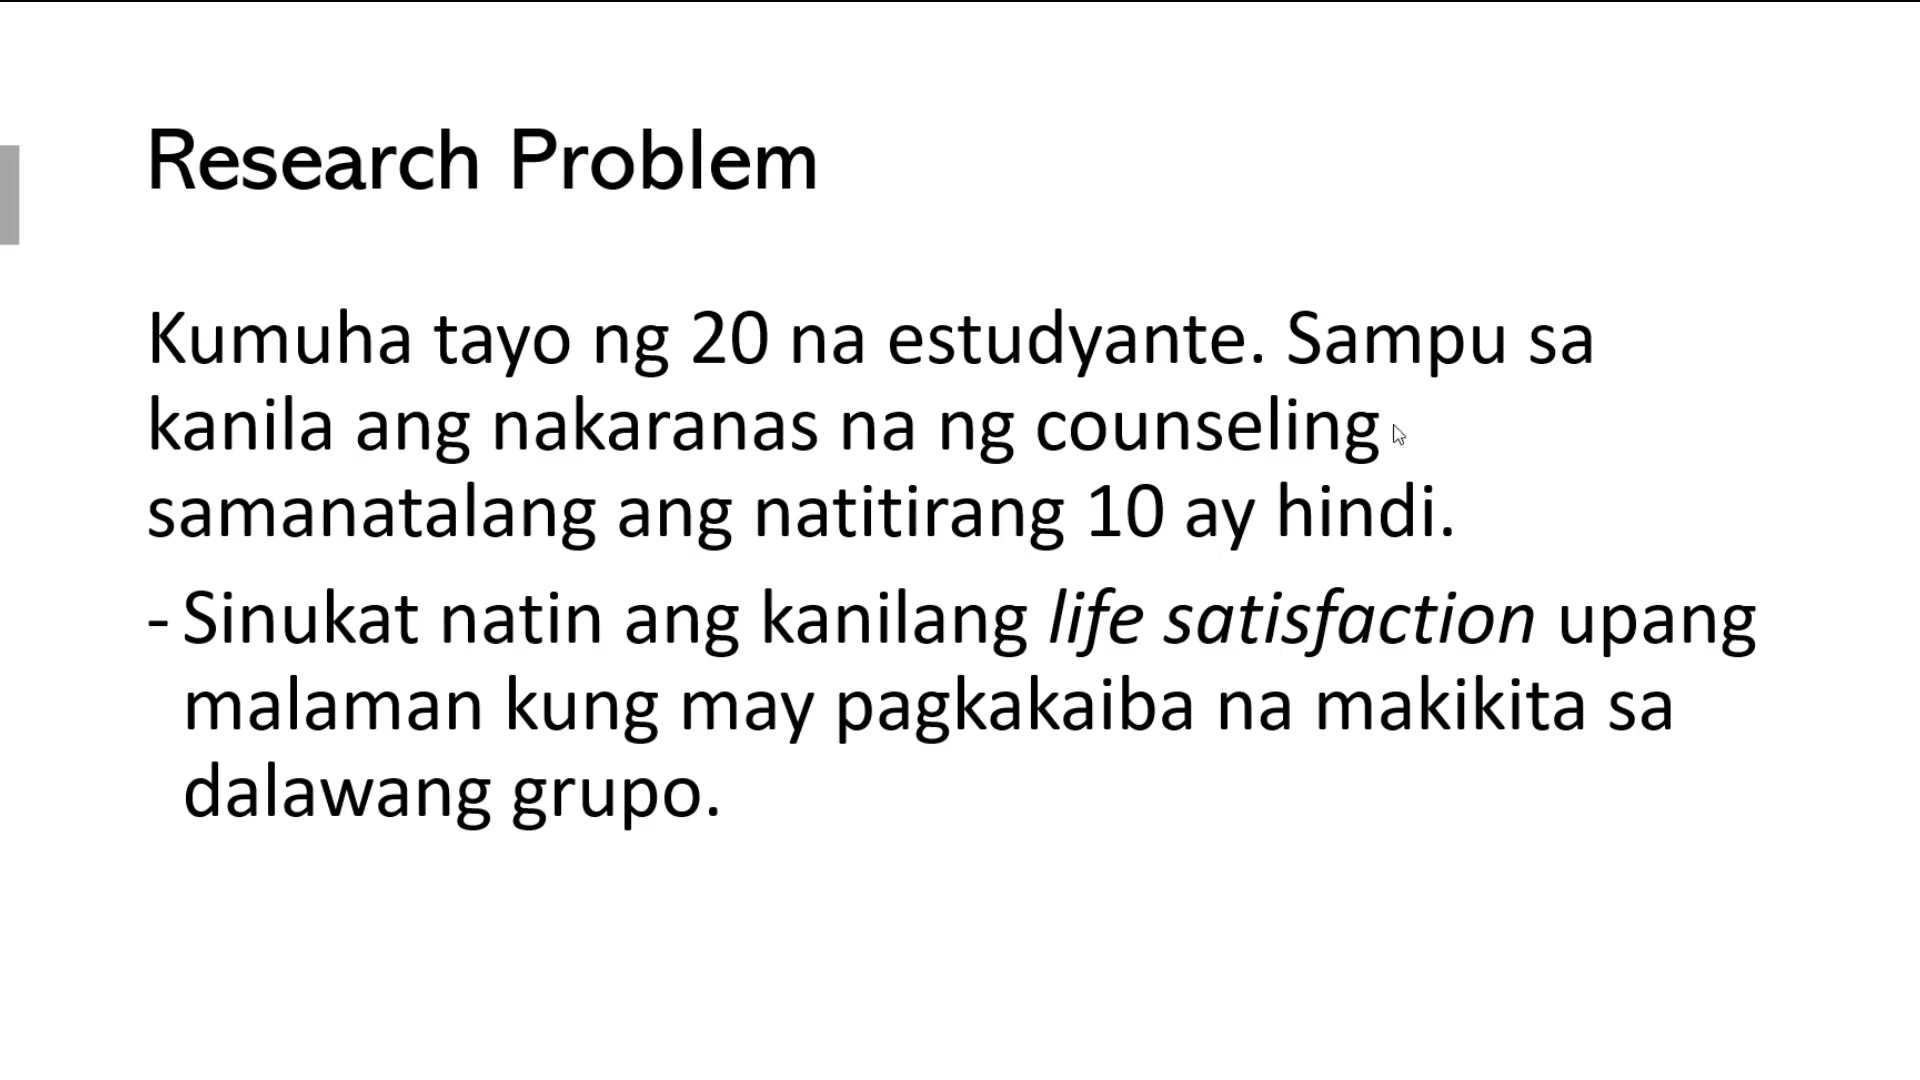 Research Problem
Kumuha tayo ng 20 na estudyante. Sampu sa
kanila ang nakaranas na ng counseling
samanatalang ang natitirang 10 ay hindi.
- Sinukat natin ang kanilang life satisfaction upang
malaman kung may pagkakaiba na makikita sa
dalawang grupo.